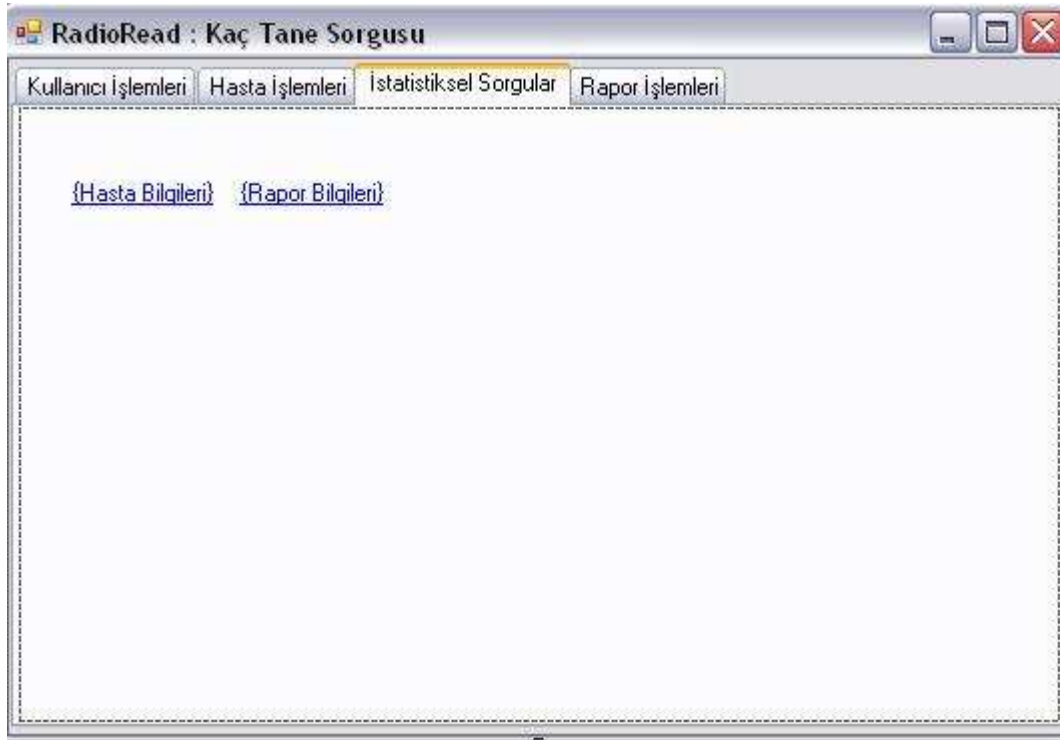 RadioRead : Kaç Tane Sorgusu
Kullanıcı İşlemleri Hasta İşlemleri İstatistiksel Sorgular Rapor İşlemleri
{Hasta Bilgileri} {Rapor Bilgileri}